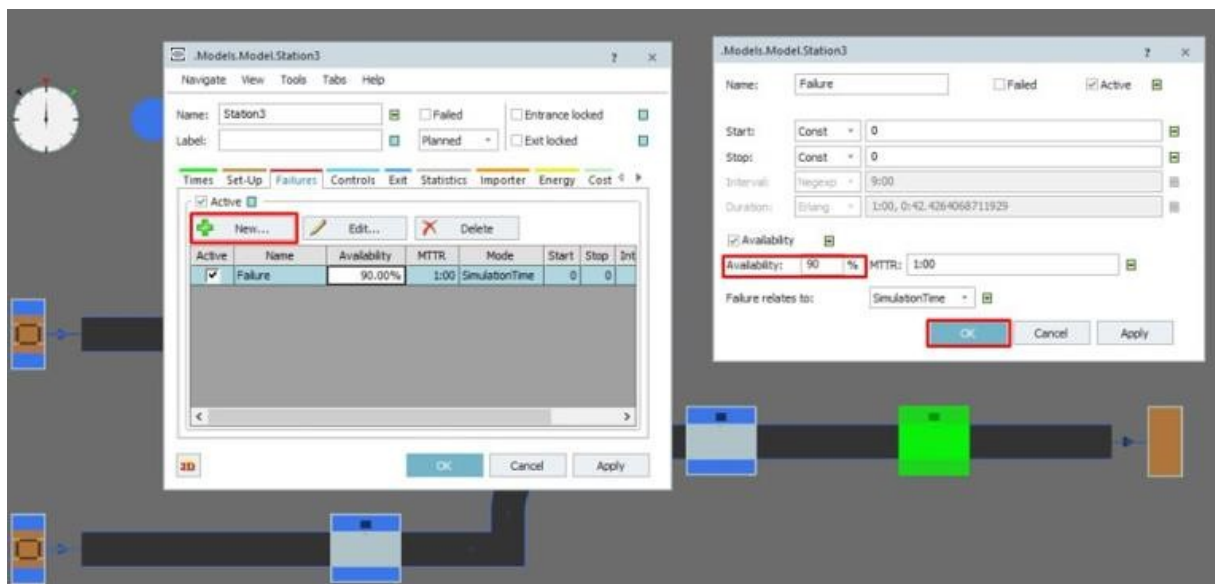 .Models.Model.Station3 ? ×
Navigate View Tools Tabs Help
Name: Station3 Failed Entrance locked
Label: Planned Exit locked
Times Set-Up Failures Controls Exit Statistics Importer Energy Cost
Active
New... Edit... Delete
Active Name Availability MTTR Mode Start Stop Int
Failure 90.00% 1:00 SimulationTime 0 0
2D OK Cancel Apply
.Models.Model.Station3 ? ×
Name: Failure Failed Active
Start: Const 0
Stop: Const 0
Interval: Negexp 9:00
Duration: Erlang 1:00, 0:42.4264068711929
Availability
Availability: 90 % MTTR: 1:00
Failure relates to: SimulationTime
OK Cancel Apply